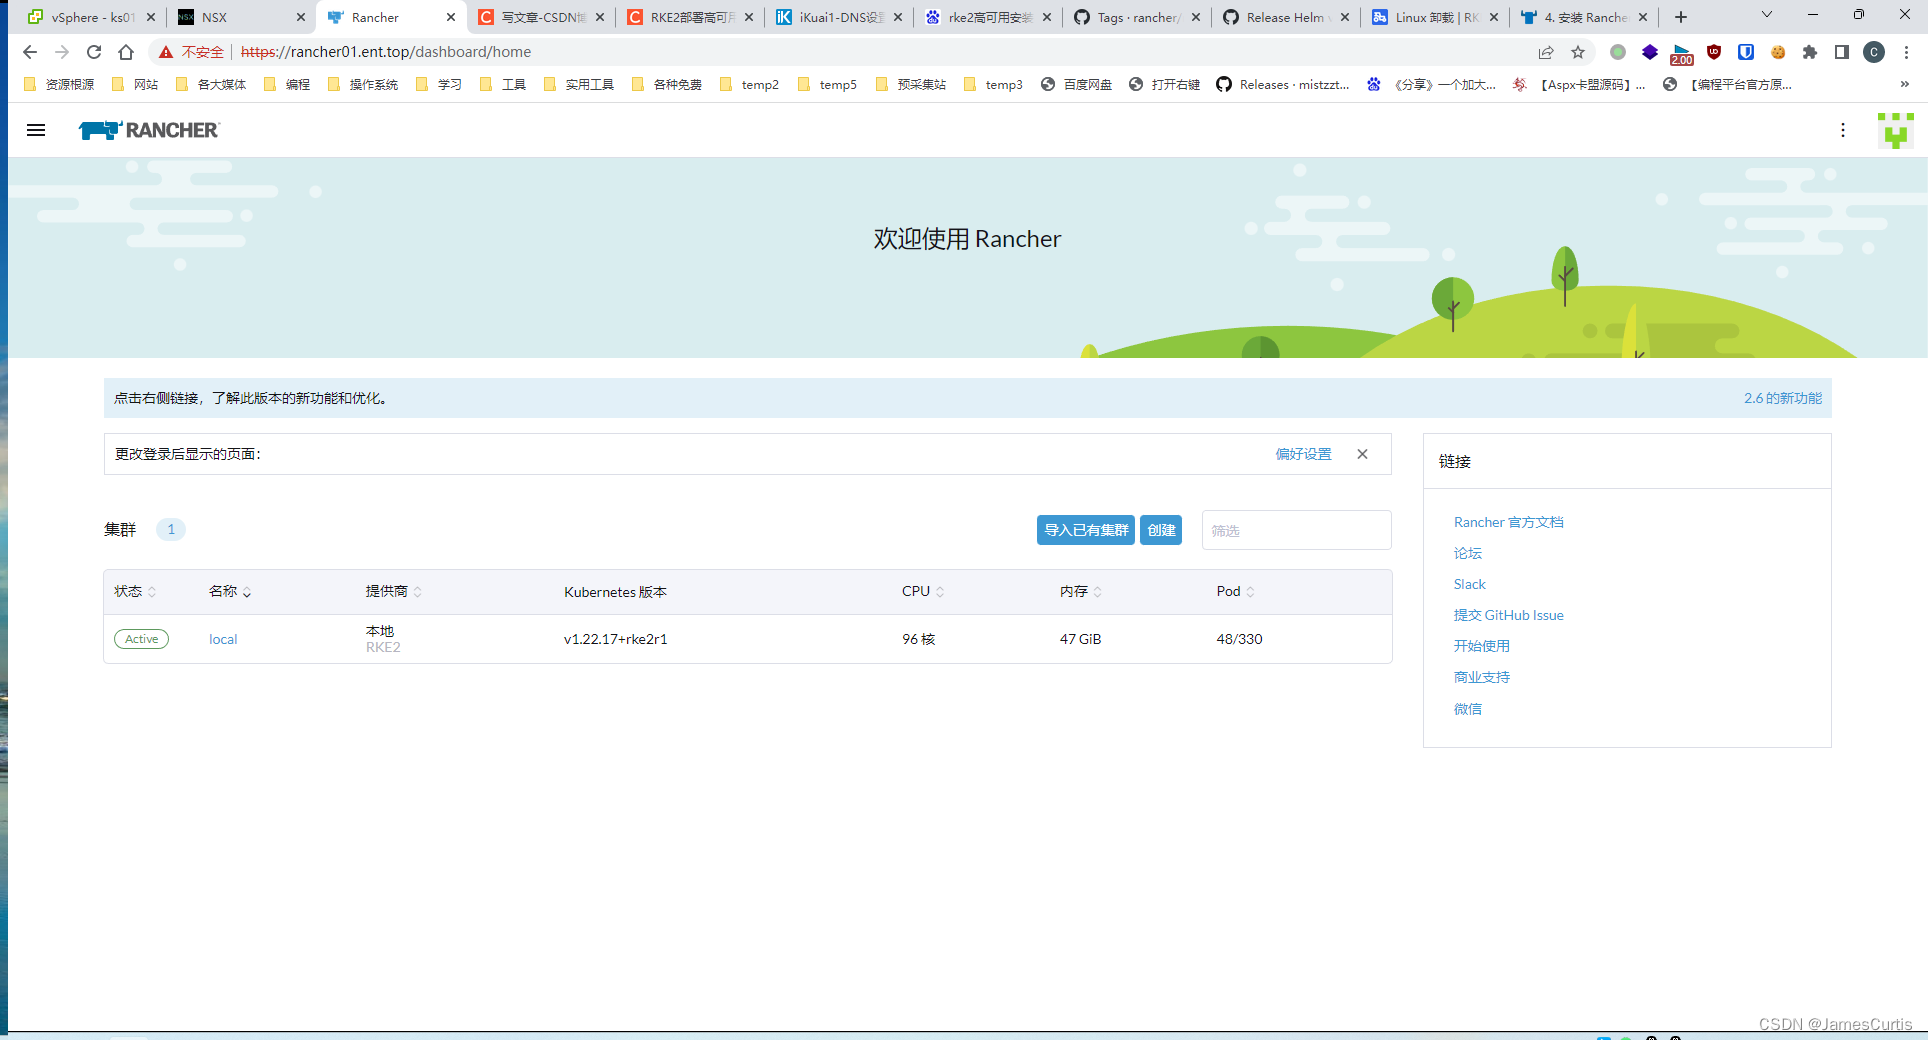 vSphere - ks01
NSX
Rancher
写文章-CSDN博
RKE2部署高可用
iKuai1-DNS设置
rke2高可用安装
Tags · rancher/
Release Helm v
Linux 卸载 | RK
4. 安装 Ranche
不安全 | https://rancher01.ent.top/dashboard/home
2.00
C
资源根源
网站
各大媒体
编程
操作系统
学习
工具
实用工具
各种免费
temp2
temp5
预采集站
temp3
百度网盘
打开右键
Releases · mistzzt...
《分享》一个加大...
【Aspx卡盟源码】...
【编程平台官方原...
»
RANCHER
欢迎使用 Rancher
点击右侧链接，了解此版本的新功能和优化。
2.6 的新功能
更改登录后显示的页面：
偏好设置
集群 1
导入已有集群
创建
筛选
状态 名称 提供商 Kubernetes 版本 CPU 内存 Pod
Active local 本地 v1.22.17+rke2r1 96 核 47 GiB 48/330
RKE2
链接
Rancher 官方文档
论坛
Slack
提交 GitHub Issue
开始使用
商业支持
微信
CSDN @JamesCurtis